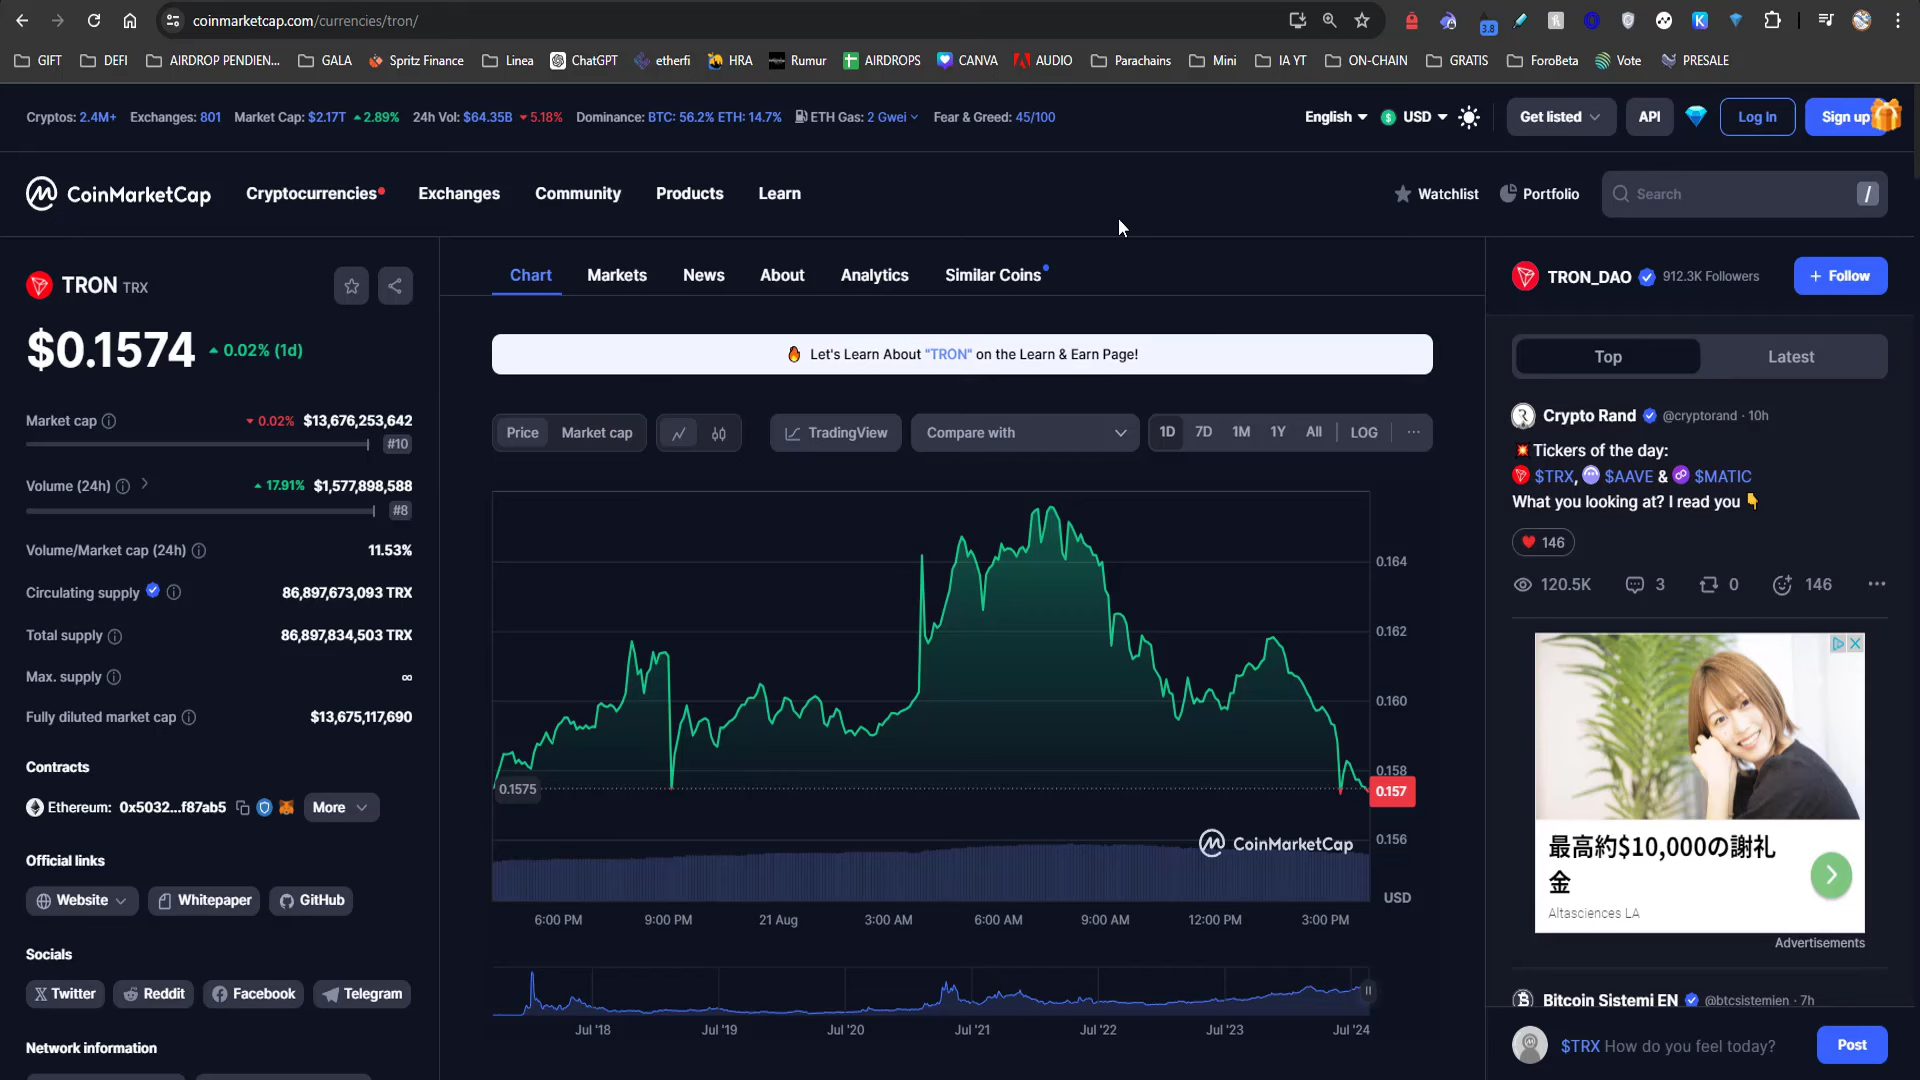 coinmarketcap.com/currencies/tron/
GIFT DEFI AIRDROP PENDIEN... GALA Spritz Finance Linea ChatGPT etherfi HRA Rumur AIRDROPS CANVA AUDIO Parachains Mini IA YT ON-CHAIN GRATIS ForoBeta Vote PRESALE
3.8
Cryptos: 2.4M+ Exchanges: 801 Market Cap: $2.17T 2.89% 24h Vol: $64.35B 5.18% Dominance: BTC: 56.2% ETH: 14.7% ETH Gas: 2 Gwei Fear & Greed: 45/100
English USD Get listed API Log In Sign up
CoinMarketCap Cryptocurrencies Exchanges Community Products Learn
Watchlist Portfolio Search /
TRON TRX
$0.1574 0.02% (1d)
Market cap 0.02% $13,676,253,642
#10
Volume (24h) 17.91% $1,577,898,588
#8
Volume/Market cap (24h) 11.53%
Circulating supply 86,897,673,093 TRX
Total supply 86,897,834,503 TRX
Max. supply ∞
Fully diluted market cap $13,675,117,690
Contracts
Ethereum: 0x5032...f87ab5 More
Official links
Website Whitepaper GitHub
Socials
Twitter Reddit Facebook Telegram
Network information
Chart Markets News About Analytics Similar Coins
Let's Learn About "TRON" on the Learn & Earn Page!
Price Market cap TradingView Compare with 1D 7D 1M 1Y All LOG ...
0.164
0.162
0.160
0.158
0.1575
0.157
0.156
CoinMarketCap
USD
6:00 PM 9:00 PM 21 Aug 3:00 AM 6:00 AM 9:00 AM 12:00 PM 3:00 PM
Jul '18 Jul '19 Jul '20 Jul '21 Jul '22 Jul '23 Jul '24
TRON_DAO 912.3K Followers + Follow
Top Latest
Crypto Rand @cryptorand · 10h
Tickers of the day:
$TRX, $AAVE & $MATIC
What you looking at? I read you
146
120.5K 3 0 146
最高約$10,000の謝礼
金
Altasciences LA
Advertisements
Bitcoin Sistemi EN @btcsistemien · 7h
$TRX How do you feel today? Post